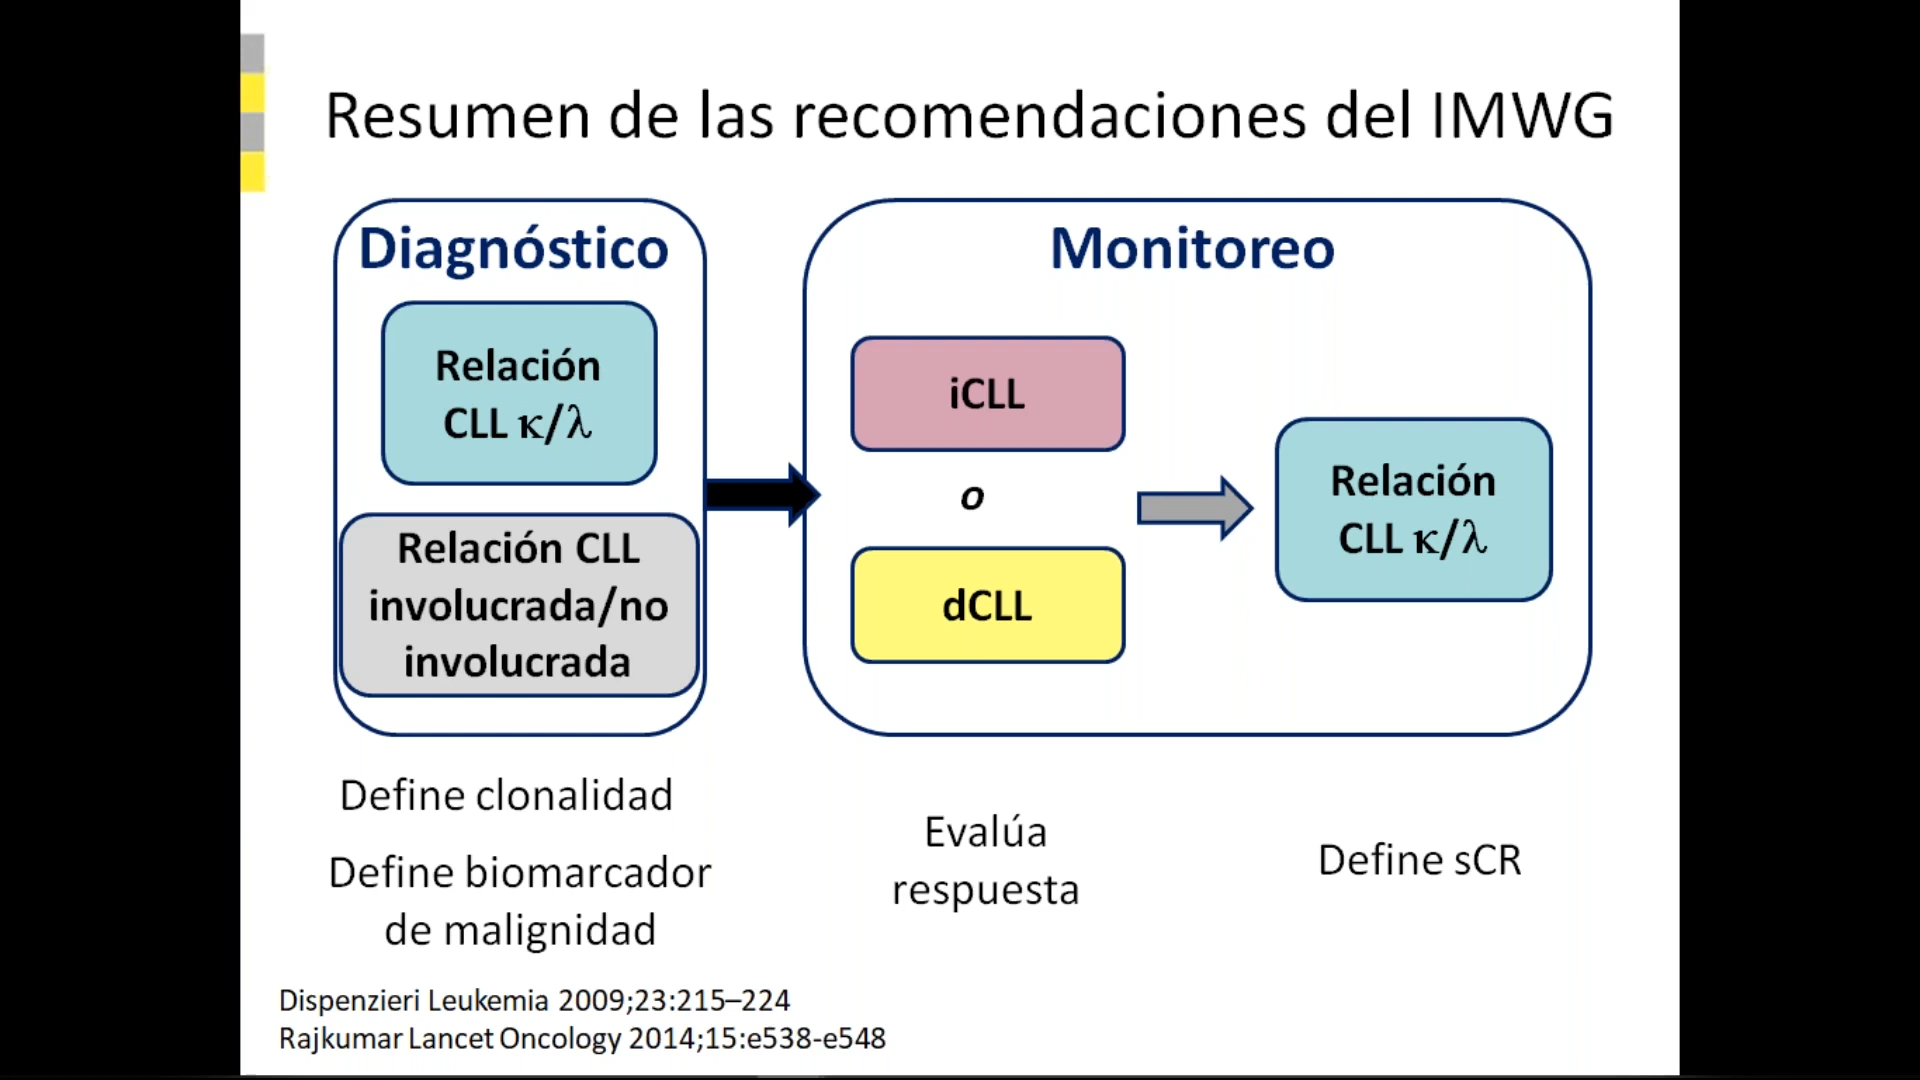 Resumen de las recomendaciones del IMWG
Diagnóstico
Relación
CLL κ/λ
Relación CLL
involucrada/no
involucrada
Monitoreo
iCLL
o
dCLL
Relación
CLL κ/λ
Define clonalidad
Define biomarcador
de malignidad
Evalúa
respuesta
Define sCR
Dispenzieri Leukemia 2009;23:215–224
Rajkumar Lancet Oncology 2014;15:e538-e548